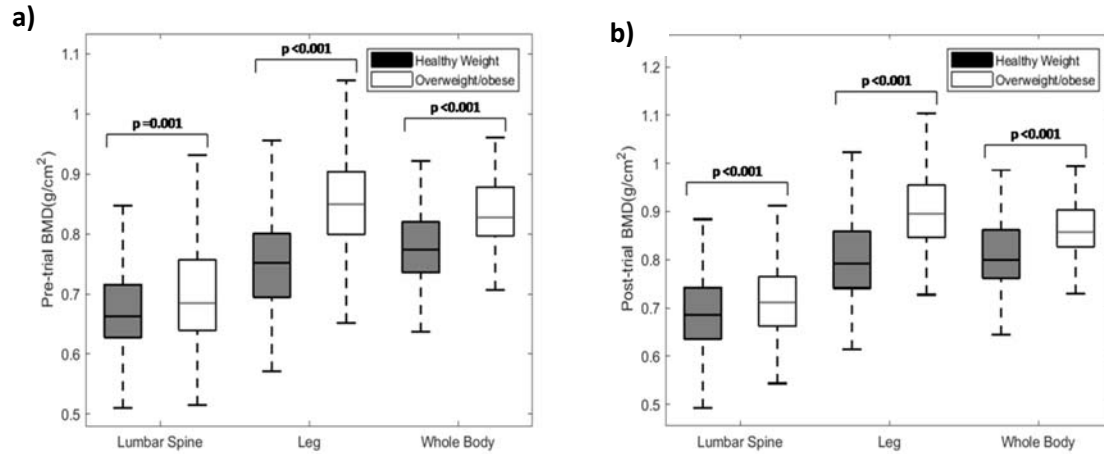 a)
Pre-trial BMD(g/cm²)
1.1
1
0.9
0.8
0.7
0.6
0.5
p=0.001
p<0.001
p<0.001
Healthy Weight
Overweight/obese
Lumbar Spine
Leg
Whole Body
b)
Post-trial BMD(g/cm²)
1.2
1.1
1
0.9
0.8
0.7
0.6
0.5
p<0.001
p<0.001
p<0.001
Healthy Weight
Overweight/obese
Lumbar Spine
Leg
Whole Body